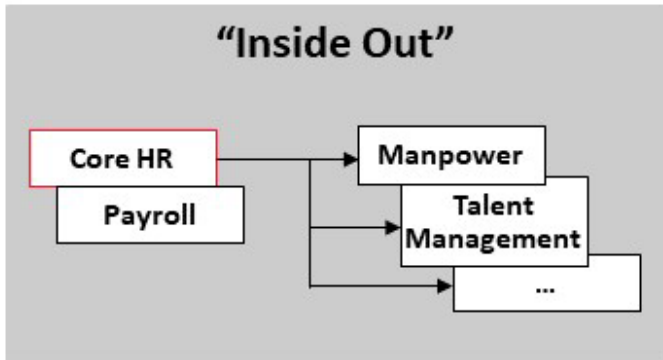 “Inside Out”
Core HR
Payroll
Manpower
Talent
Management
...